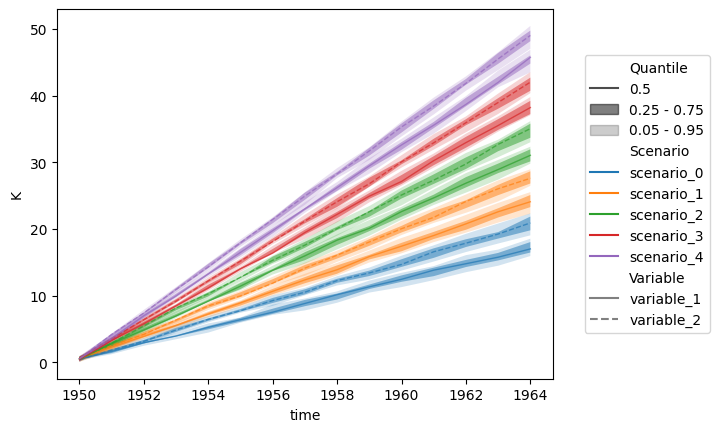 50
40
30
20
10
0
K
1950 1952 1954 1956 1958 1960 1962 1964
time
Quantile
0.5
0.25 - 0.75
0.05 - 0.95
Scenario
scenario_0
scenario_1
scenario_2
scenario_3
scenario_4
Variable
variable_1
variable_2